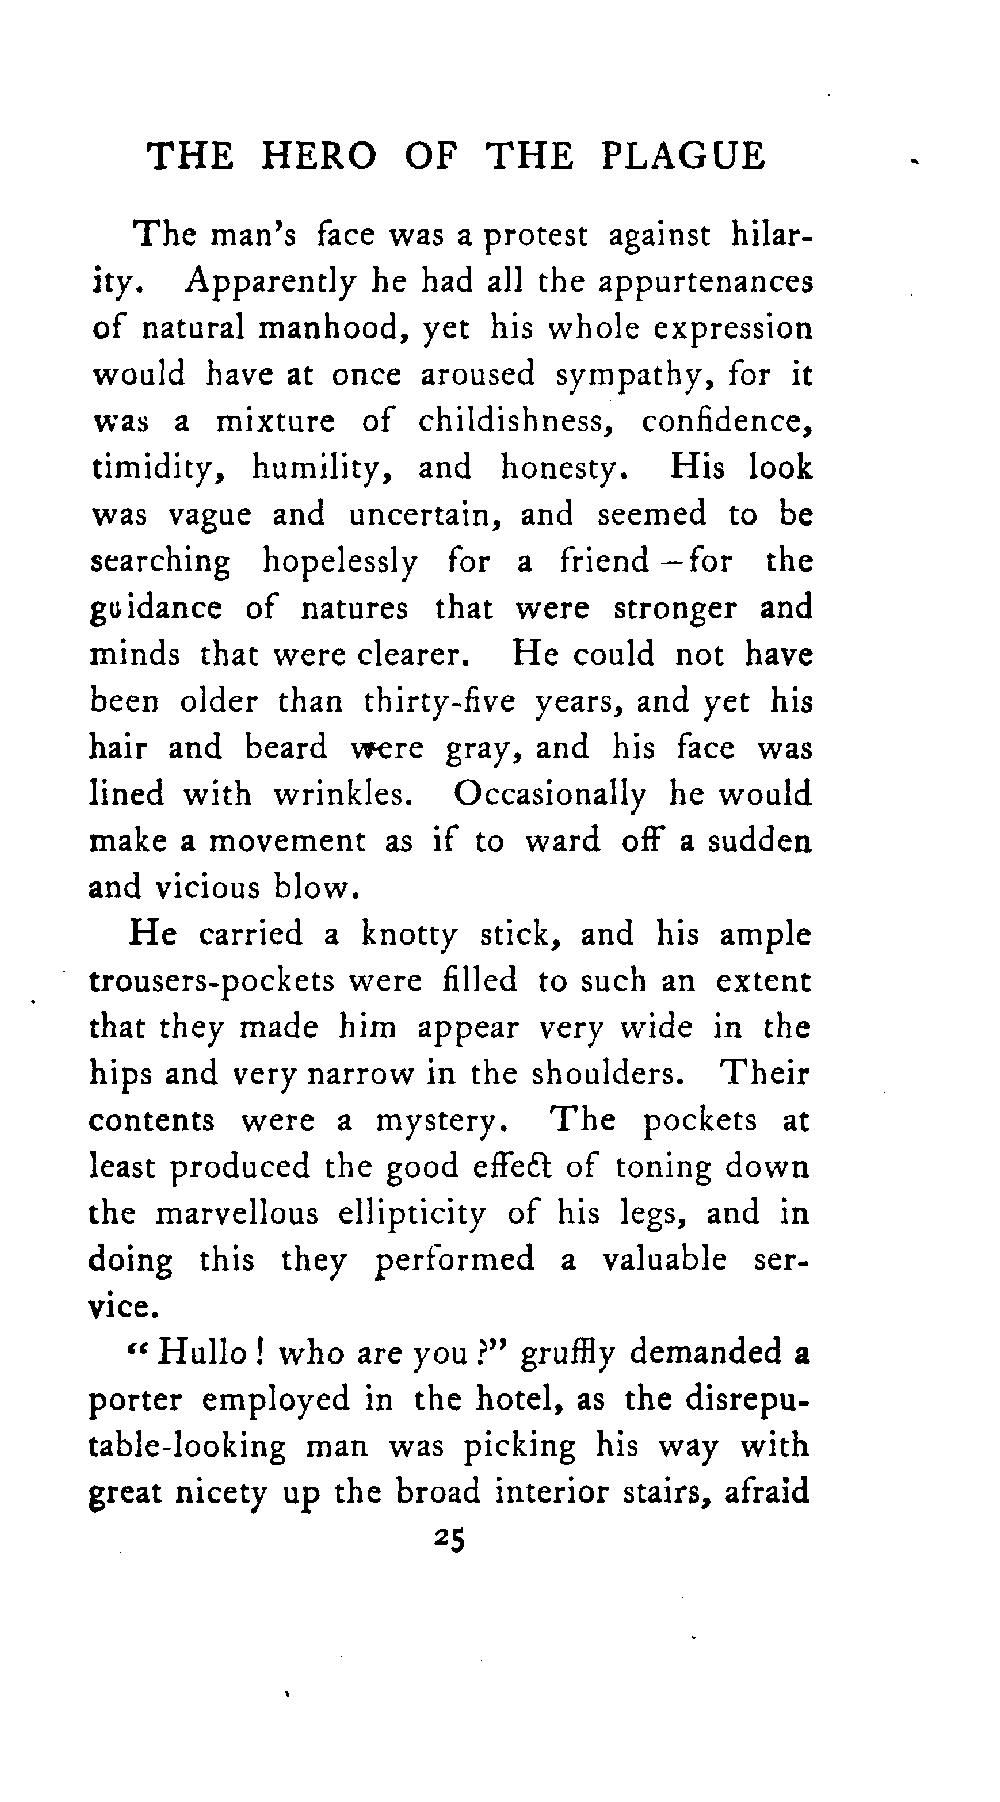 THE HERO OF THE PLAGUE
The man's face was a protest against hilar-
ity. Apparently he had all the appurtenances
of natural manhood, yet his whole expression
would have at once aroused sympathy, for it
was a mixture of childishness, confidence,
timidity, humility, and honesty. His look
was vague and uncertain, and seemed to be
searching hopelessly for a friend—for the
guidance of natures that were stronger and
minds that were clearer. He could not have
been older than thirty-five years, and yet his
hair and beard were gray, and his face was
lined with wrinkles. Occasionally he would
make a movement as if to ward off a sudden
and vicious blow.
He carried a knotty stick, and his ample
trousers-pockets were filled to such an extent
that they made him appear very wide in the
hips and very narrow in the shoulders. Their
contents were a mystery. The pockets at
least produced the good effect of toning down
the marvellous ellipticity of his legs, and in
doing this they performed a valuable ser-
vice.
"Hullo! who are you?" gruffly demanded a
porter employed in the hotel, as the disrepu-
table-looking man was picking his way with
great nicety up the broad interior stairs, afraid
25